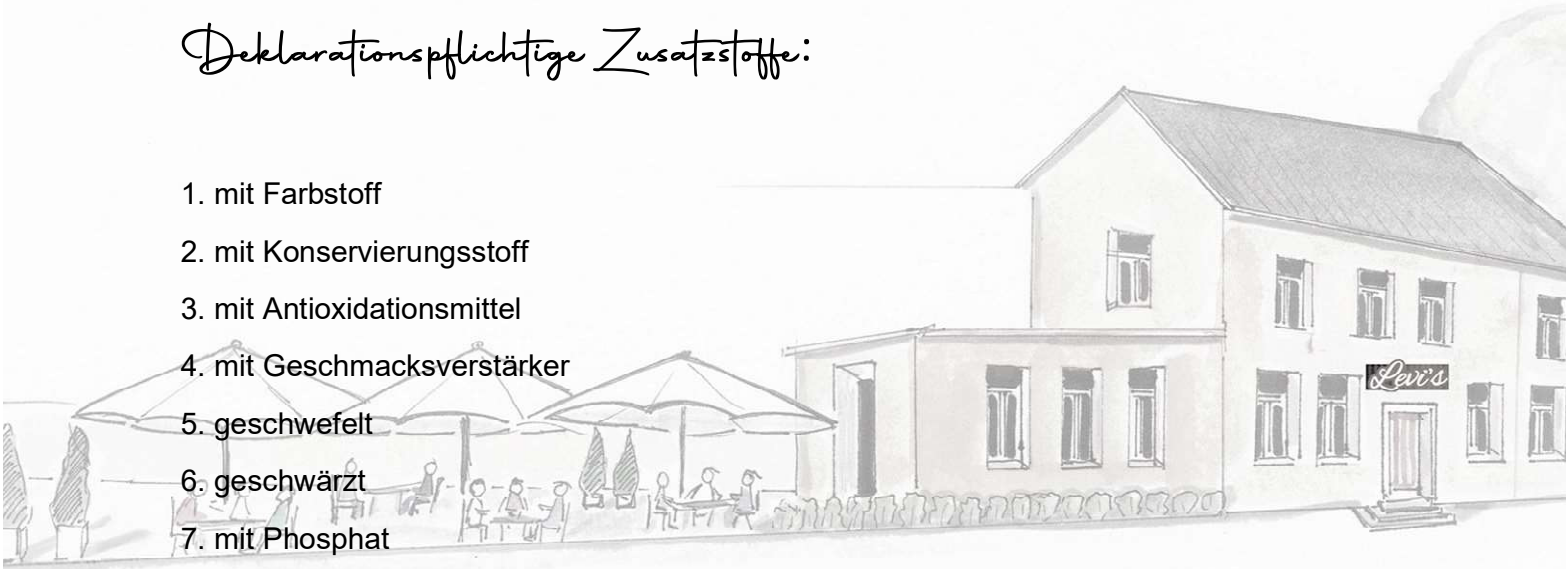 Deklarationspflichtige Zusatzstoffe:
1. mit Farbstoff
2. mit Konservierungsstoff
3. mit Antioxidationsmittel
4. mit Geschmacksverstärker
5. geschwefelt
Levi's
6. geschwärzt
7. mit Phosphat